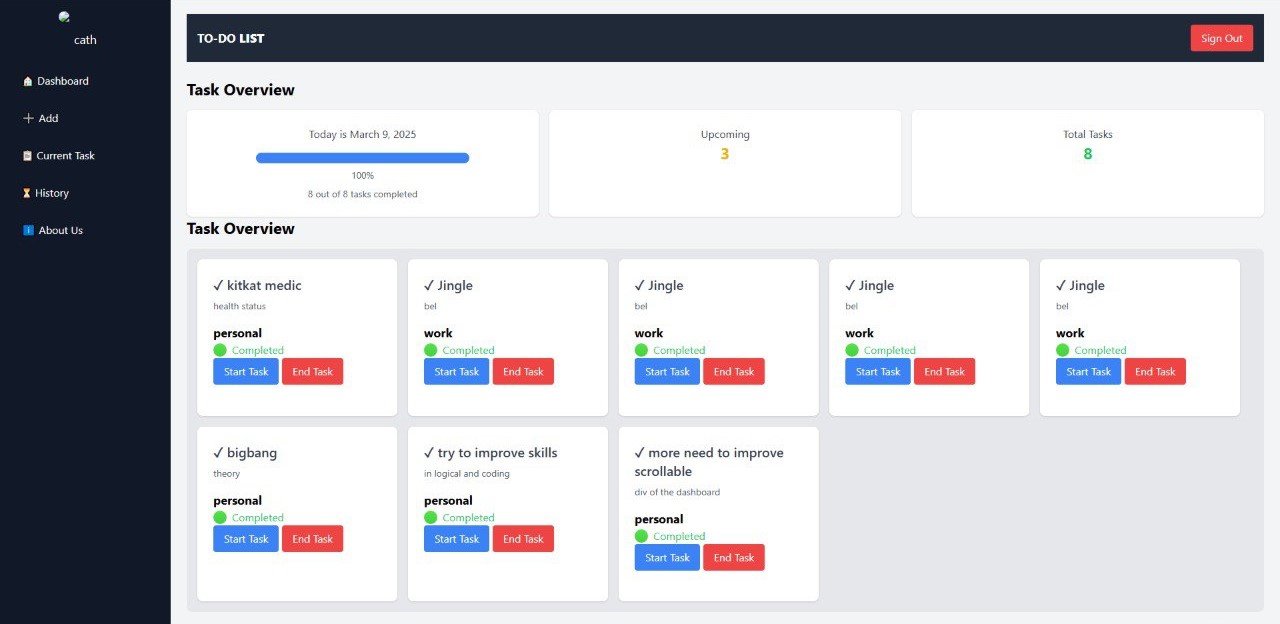 cath
🏠 Dashboard
➕ Add
📋 Current Task
⏳ History
ℹ️ About Us
TO-DO LIST
Sign Out
Task Overview
Today is March 9, 2025
100%
8 out of 8 tasks completed
Upcoming
3
Total Tasks
8
Task Overview
✓ kitkat medic
health status
personal
Completed
Start Task End Task
✓ Jingle
bel
work
Completed
Start Task End Task
✓ Jingle
bel
work
Completed
Start Task End Task
✓ Jingle
bel
work
Completed
Start Task End Task
✓ Jingle
bel
work
Completed
Start Task End Task
✓ bigbang
theory
personal
Completed
Start Task End Task
✓ try to improve skills
in logical and coding
personal
Completed
Start Task End Task
✓ more need to improve
scrollable
div of the dashboard
personal
Completed
Start Task End Task